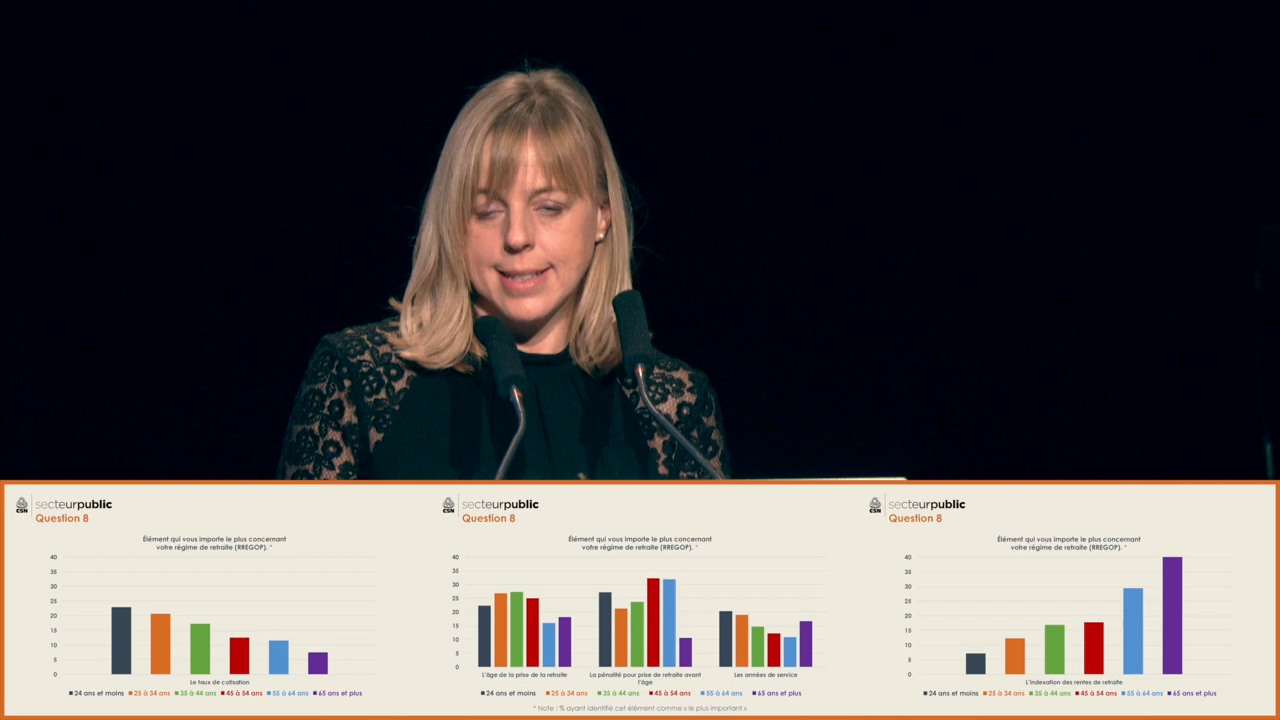 CSN
secteurpublic
Question 8
Élément qui vous importe le plus concernant
votre régime de retraite (RREGOP). *
40
35
30
25
20
15
10
5
0
Le taux de cotisation
24 ans et moins 25 à 34 ans 35 à 44 ans 45 à 54 ans 55 à 64 ans 65 ans et plus
CSN
secteurpublic
Question 8
Élément qui vous importe le plus concernant
votre régime de retraite (RREGOP). *
40
35
30
25
20
15
10
5
0
L'âge de la prise de la retraite
La pénalité pour prise de retraite avant
l'âge
Les années de service
24 ans et moins 25 à 34 ans 35 à 44 ans 45 à 54 ans 55 à 64 ans 65 ans et plus
CSN
secteurpublic
Question 8
Élément qui vous importe le plus concernant
votre régime de retraite (RREGOP). *
40
35
30
25
20
15
10
5
0
L'indexation des rentes de retraite
24 ans et moins 25 à 34 ans 35 à 44 ans 45 à 54 ans 55 à 64 ans 65 ans et plus
* Note : % ayant identifié cet élément comme « le plus important »